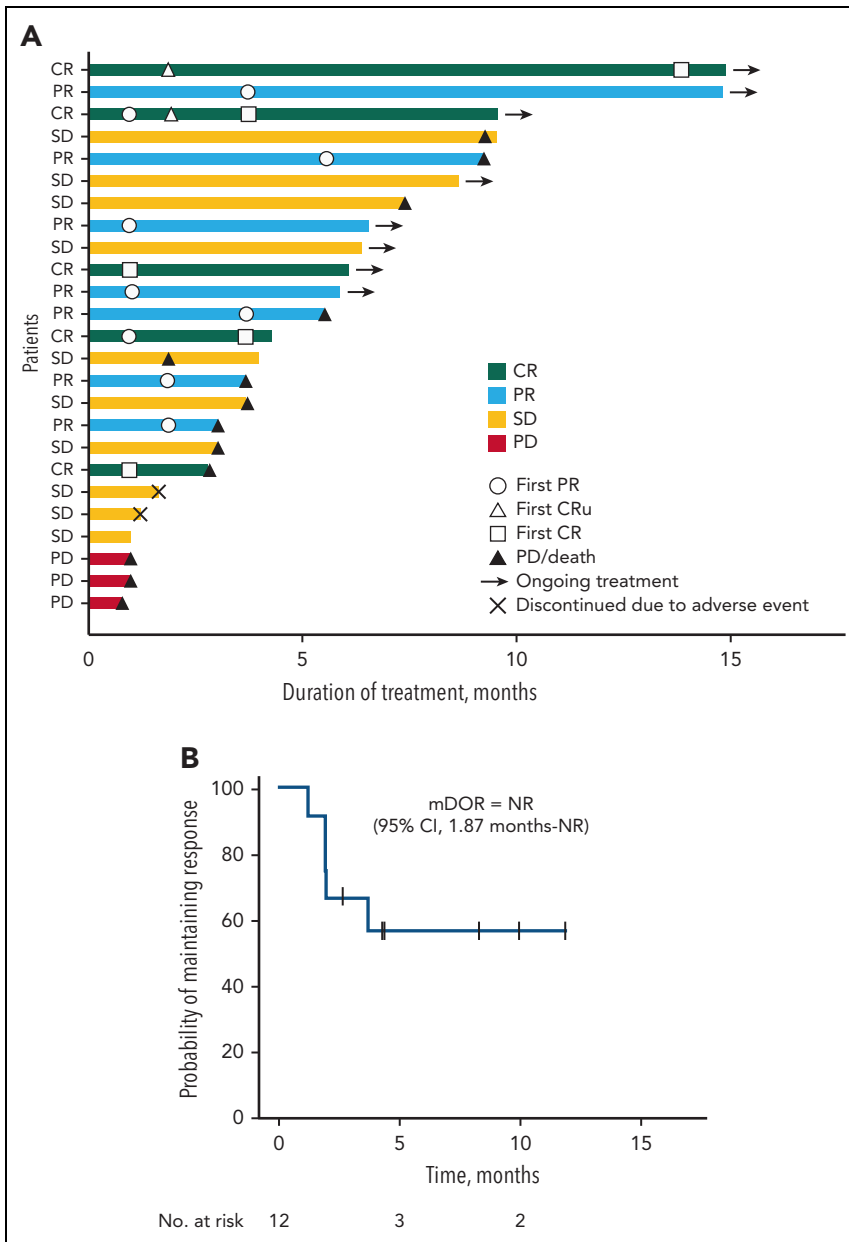 A
CR
PR
CR
SD
PR
SD
SD
PR
SD
CR
PR
PR
CR
SD
PR
SD
PR
SD
CR
SD
SD
SD
PD
PD
PD
Patients
CR
PR
SD
PD
First PR
First CRu
First CR
PD/death
Ongoing treatment
Discontinued due to adverse event
0 5 10 15
Duration of treatment, months
B
mDOR = NR
(95% CI, 1.87 months-NR)
Probability of maintaining response
100
80
60
40
20
0
0 5 10 15
Time, months
No. at risk 12 3 2